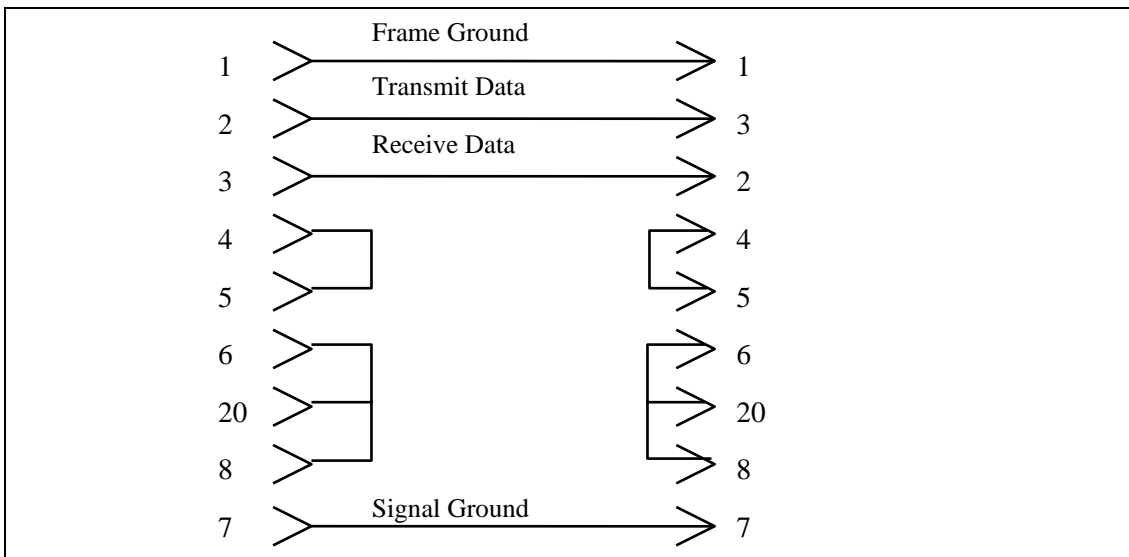 Frame Ground
1 1
Transmit Data
2 3
Receive Data
3 2
4 4
5 5
6 6
20 20
8 8
Signal Ground
7 7